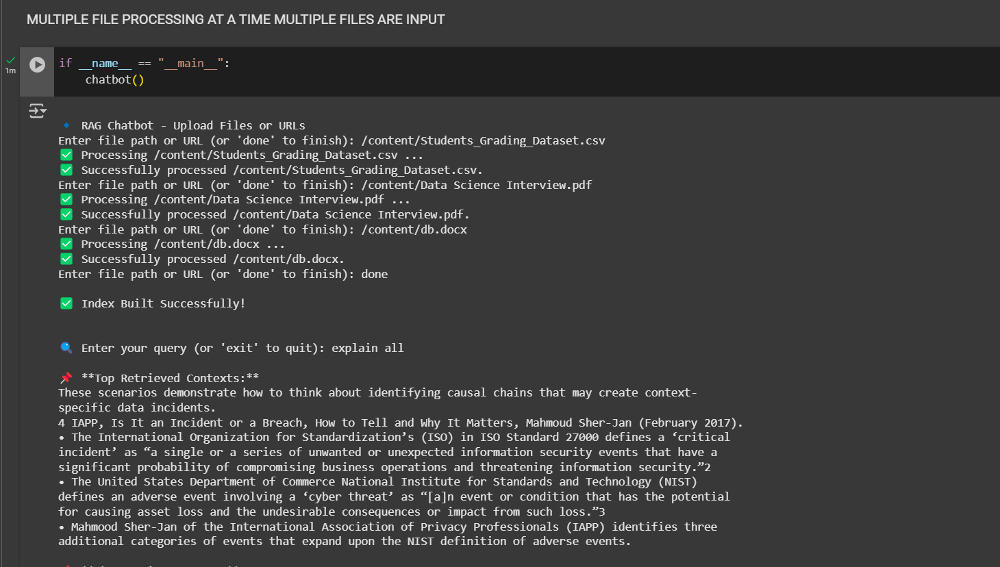 MULTIPLE FILE PROCESSING AT A TIME MULTIPLE FILES ARE INPUT
if __name__ == "__main__":
chatbot()
1m
RAG Chatbot - Upload Files or URLs
Enter file path or URL (or 'done' to finish): /content/Students_Grading_Dataset.csv
Processing /content/Students_Grading_Dataset.csv ...
Successfully processed /content/Students_Grading_Dataset.csv.
Enter file path or URL (or 'done' to finish): /content/Data Science Interview.pdf
Processing /content/Data Science Interview.pdf ...
Successfully processed /content/Data Science Interview.pdf.
Enter file path or URL (or 'done' to finish): /content/db.docx
Processing /content/db.docx ...
Successfully processed /content/db.docx.
Enter file path or URL (or 'done' to finish): done
Index Built Successfully!
Enter your query (or 'exit' to quit): explain all
**Top Retrieved Contexts:**
These scenarios demonstrate how to think about identifying causal chains that may create context-
specific data incidents.
4 IAPP, Is It an Incident or a Breach, How to Tell and Why It Matters, Mahmoud Sher-Jan (February 2017).
• The International Organization for Standardization’s (ISO) in ISO Standard 27000 defines a ‘critical
incident’ as “a single or a series of unwanted or unexpected information security events that have a
significant probability of compromising business operations and threatening information security.”2
• The United States Department of Commerce National Institute for Standards and Technology (NIST)
defines an adverse event involving a ‘cyber threat’ as “[a]n event or condition that has the potential
for causing asset loss and the undesirable consequences or impact from such loss.”3
• Mahmood Sher-Jan of the International Association of Privacy Professionals (IAPP) identifies three
additional categories of events that expand upon the NIST definition of adverse events.